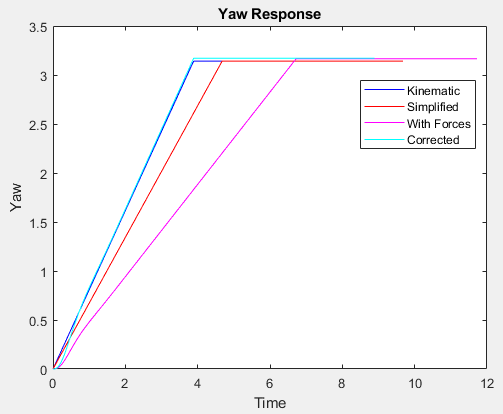 Yaw Response
3.5
3
2.5
2
1.5
1
0.5
0
Yaw
Kinematic
Simplified
With Forces
Corrected
0 2 4 6 8 10 12
Time